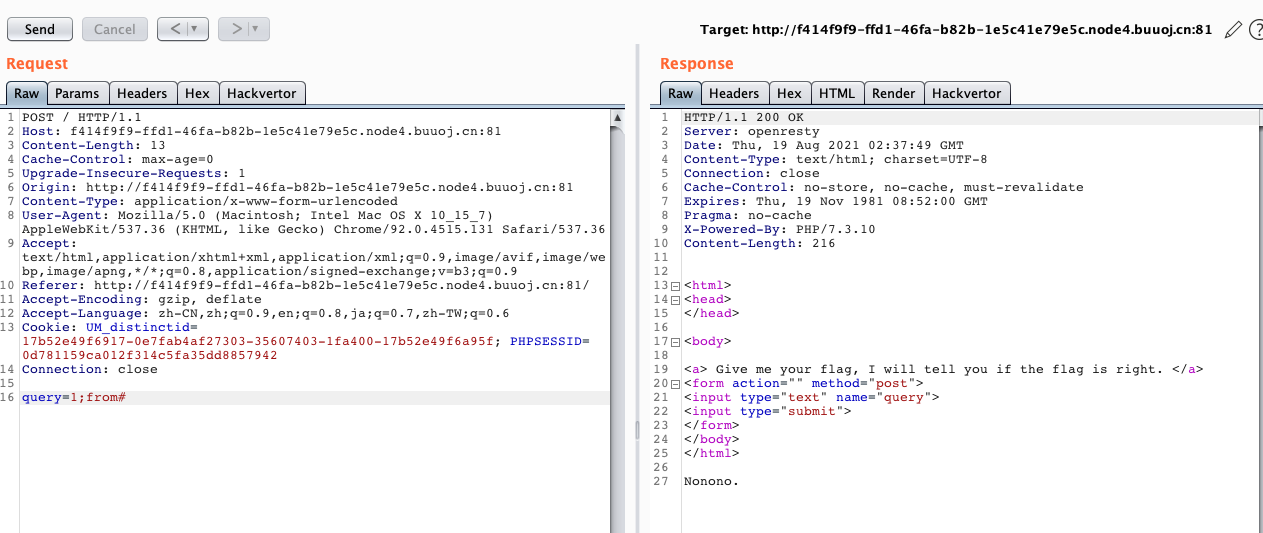 Send Cancel < ▼ > ▼ Target: http://f414f9f9-ffd1-46fa-b82b-1e5c41e79e5c.node4.buuoj.cn:81 ?
Request
Raw Params Headers Hex Hackvertor
1 POST / HTTP/1.1
2 Host: f414f9f9-ffd1-46fa-b82b-1e5c41e79e5c.node4.buuoj.cn:81
3 Content-Length: 13
4 Cache-Control: max-age=0
5 Upgrade-Insecure-Requests: 1
6 Origin: http://f414f9f9-ffd1-46fa-b82b-1e5c41e79e5c.node4.buuoj.cn:81
7 Content-Type: application/x-www-form-urlencoded
8 User-Agent: Mozilla/5.0 (Macintosh; Intel Mac OS X 10_15_7)
AppleWebKit/537.36 (KHTML, like Gecko) Chrome/92.0.4515.131 Safari/537.36
9 Accept:
text/html,application/xhtml+xml,application/xml;q=0.9,image/avif,image/we
bp,image/apng,*/*;q=0.8,application/signed-exchange;v=b3;q=0.9
10 Referer: http://f414f9f9-ffd1-46fa-b82b-1e5c41e79e5c.node4.buuoj.cn:81/
11 Accept-Encoding: gzip, deflate
12 Accept-Language: zh-CN,zh;q=0.9,en;q=0.8,ja;q=0.7,zh-TW;q=0.6
13 Cookie: UM_distinctid=
17b52e49f6917-0e7fab4af27303-35607403-1fa400-17b52e49f6a95f; PHPSESSID=
0d781159ca012f314c5fa35dd8857942
14 Connection: close
15
16 query=1;from#
Response
Raw Headers Hex HTML Render Hackvertor
1 HTTP/1.1 200 OK
2 Server: openresty
3 Date: Thu, 19 Aug 2021 02:37:49 GMT
4 Content-Type: text/html; charset=UTF-8
5 Connection: close
6 Cache-Control: no-store, no-cache, must-revalidate
7 Expires: Thu, 19 Nov 1981 08:52:00 GMT
8 Pragma: no-cache
9 X-Powered-By: PHP/7.3.10
10 Content-Length: 216
11
12
13 <html>
14 <head>
15 </head>
16
17 <body>
18
19 <a> Give me your flag, I will tell you if the flag is right. </a>
20 <form action="" method="post">
21 <input type="text" name="query">
22 <input type="submit">
23 </form>
24 </body>
25 </html>
26
27 Nonono.